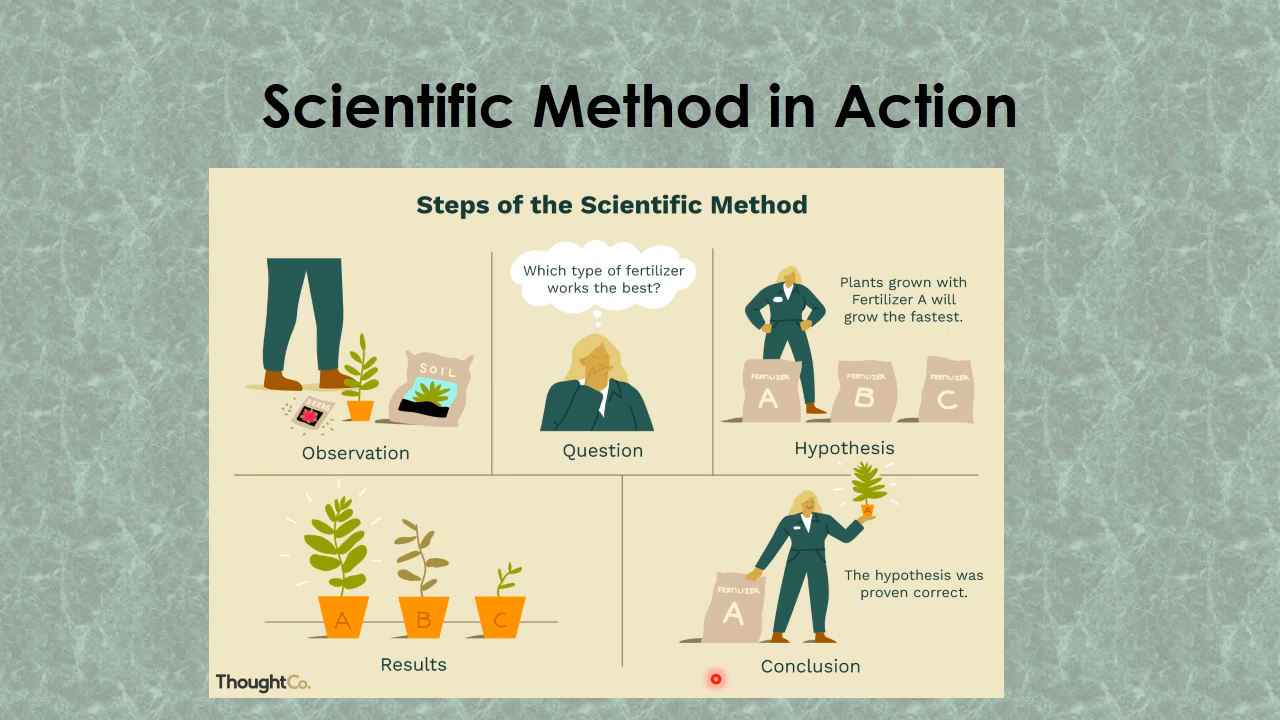 Scientific Method in Action
Steps of the Scientific Method
SOIL
SEEDS
Observation
Which type of fertilizer
works the best?
Question
Plants grown with
Fertilizer A will
grow the fastest.
FERTILIZER
A
FERTILIZER
B
FERTILIZER
C
Hypothesis
A
B
C
Results
A
FERTILIZER
A
The hypothesis was
proven correct.
Conclusion
ThoughtCo.